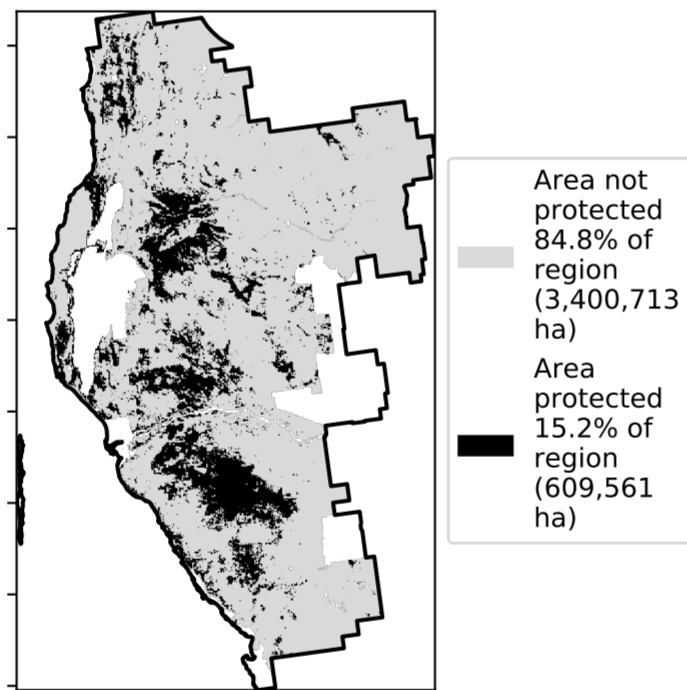 Area not
protected
84.8% of
region
(3,400,713
ha)
Area
protected
15.2% of
region
(609,561
ha)